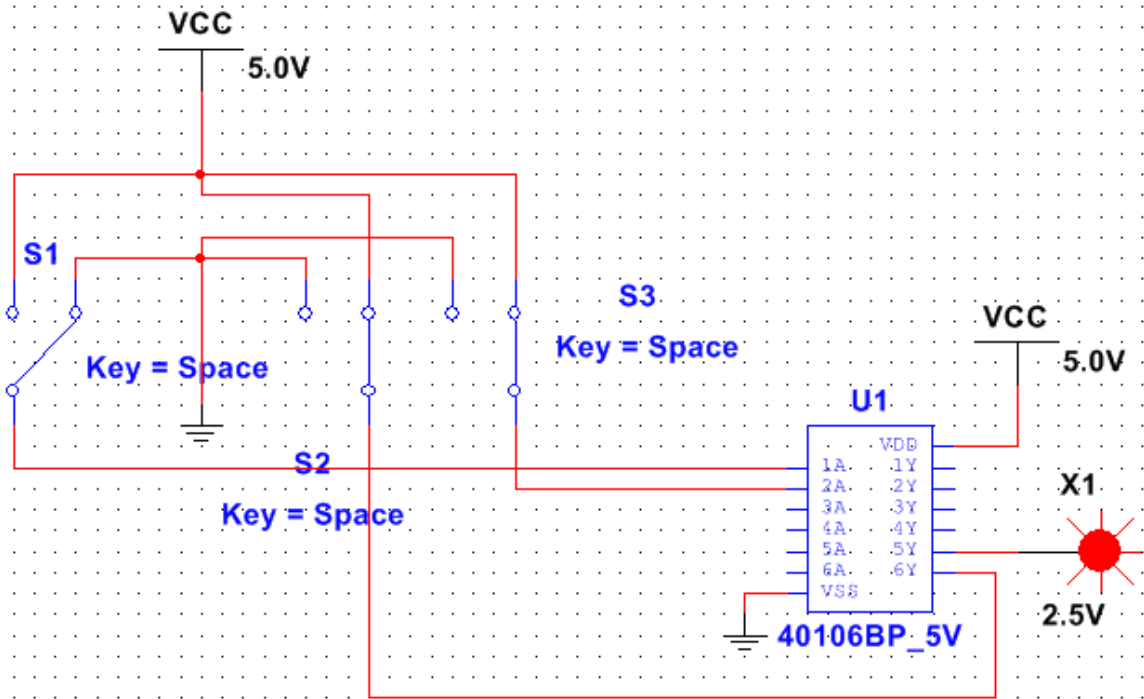 VCC
5.0V
S1
S3
Key = Space
Key = Space
VCC
5.0V
U1
S2
Key = Space
VDD
1A 1Y
2A 2Y
3A 3Y
4A 4Y
5A 5Y
6A 6Y
VSS
X1
2.5V
40106BP_5V